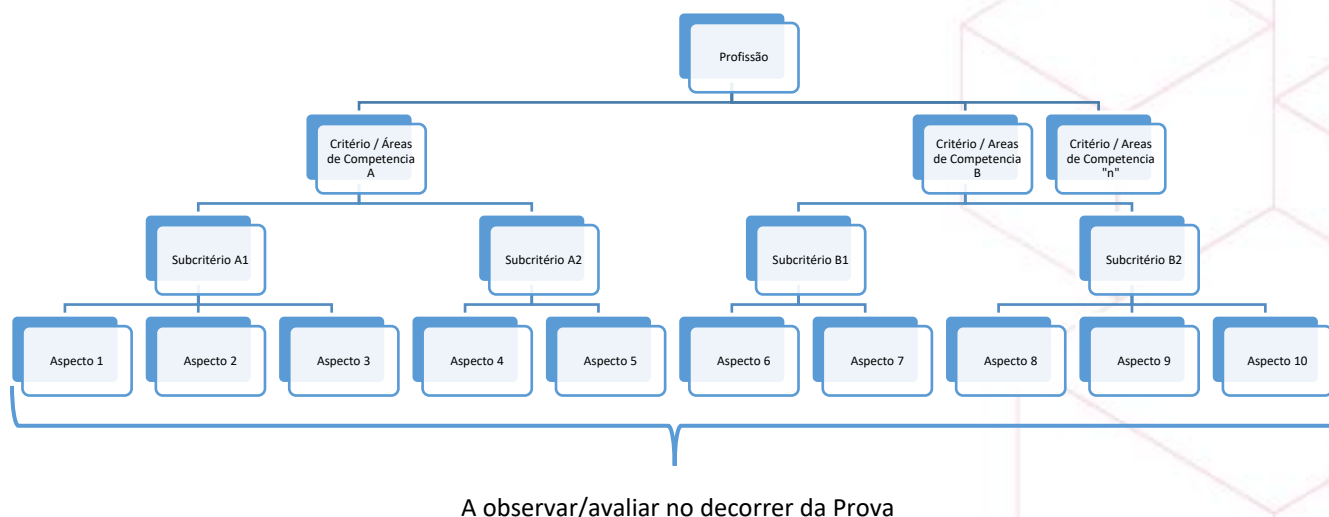 Profissão
Critério / Áreas
de Competencia
A
Critério / Areas
de Competencia
B
Critério / Areas
de Competencia
"n"
Subcritério A1
Subcritério A2
Subcritério B1
Subcritério B2
Aspecto 1
Aspecto 2
Aspecto 3
Aspecto 4
Aspecto 5
Aspecto 6
Aspecto 7
Aspecto 8
Aspecto 9
Aspecto 10
A observar/avaliar no decorrer da Prova